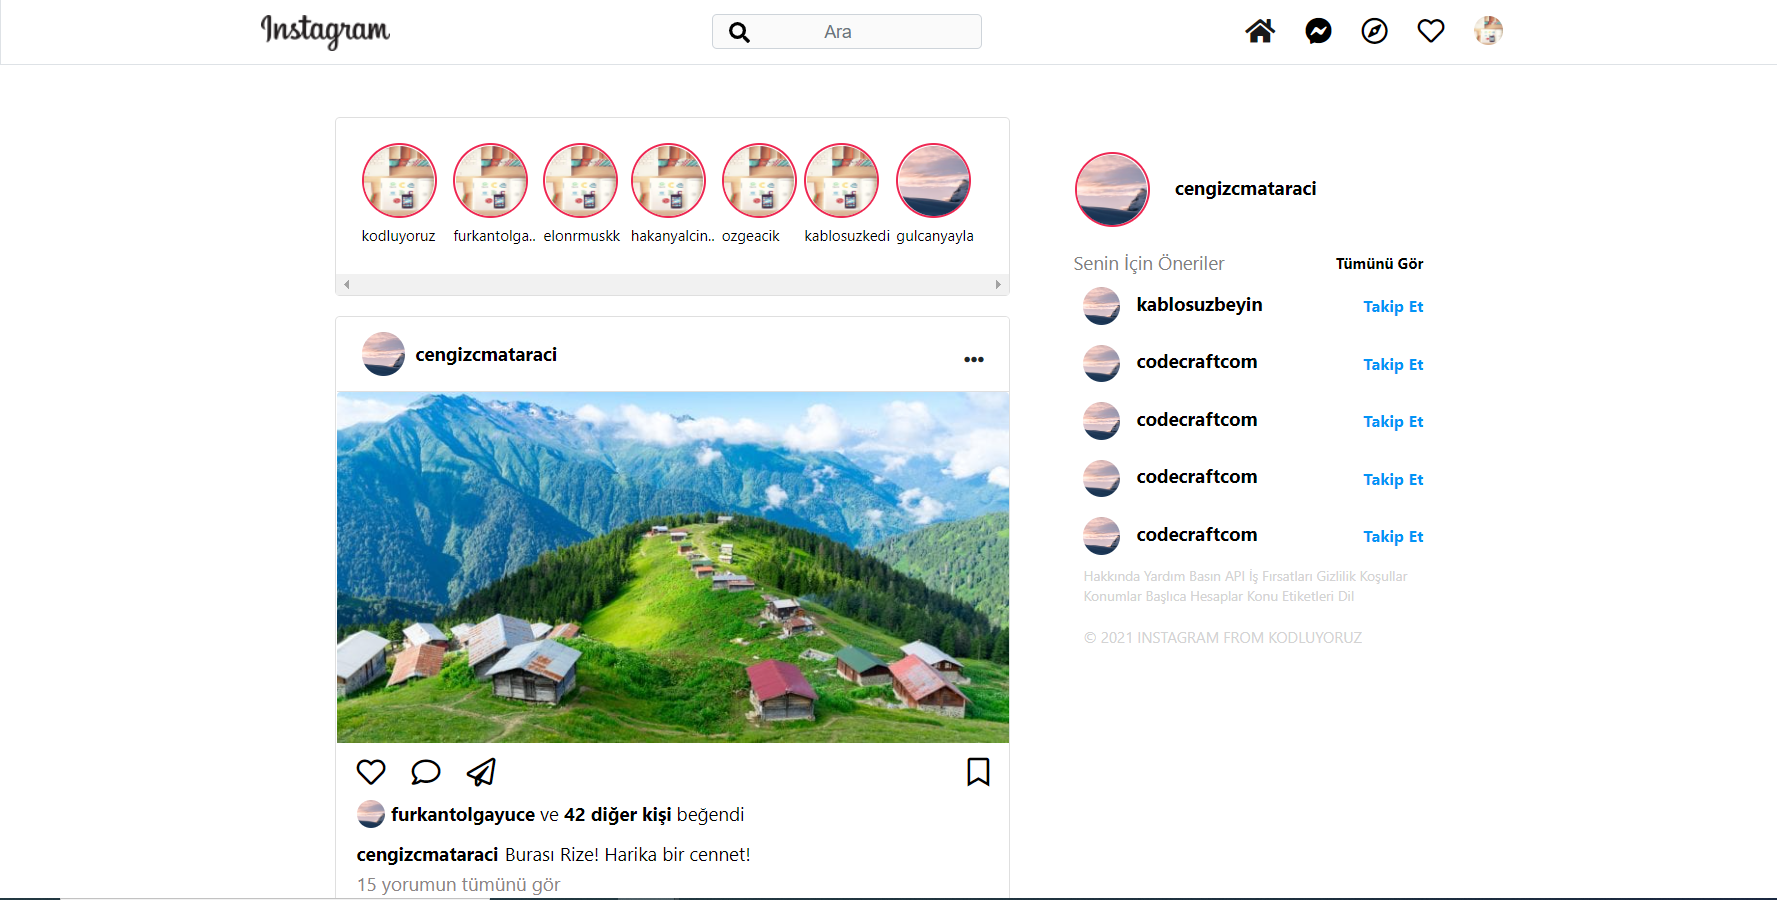 Instagram
Ara
kodluyoruz furkantolga.. elonrmuskk hakanyalcin.. ozgeacik kablosuzkedi gulcanyayla
cengizcmataraci
•••
furkantolgayuce ve 42 diğer kişi beğendi
cengizcmataraci Burası Rize! Harika bir cennet!
15 yorumun tümünü gör
cengizcmataraci
Senin İçin Öneriler Tümünü Gör
kablosuzbeyin Takip Et
codecraftcom Takip Et
codecraftcom Takip Et
codecraftcom Takip Et
codecraftcom Takip Et
Hakkında Yardım Basın API İş Fırsatları Gizlilik Koşullar
Konumlar Başlıca Hesaplar Konu Etiketleri Dil
© 2021 INSTAGRAM FROM KODLUYORUZ